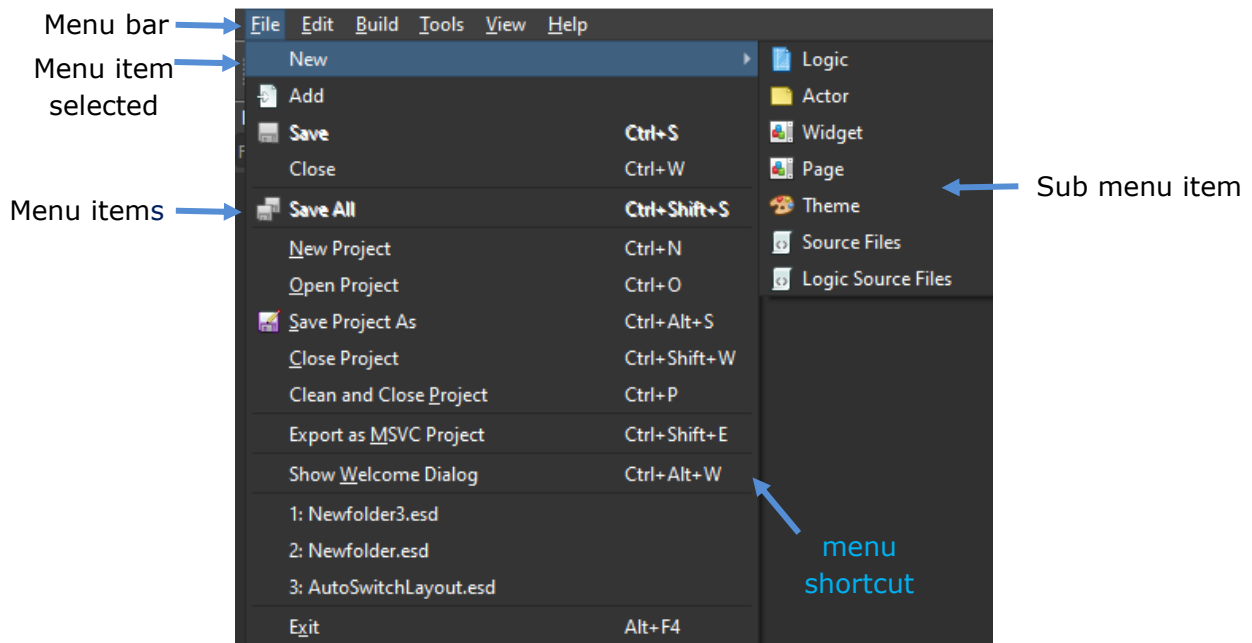 Menu bar
File Edit Build Tools View Help
Menu item
selected
New
Logic
Add
Actor
Save Ctrl+S
Widget
Close Ctrl+W
Page
Menu items
Save All Ctrl+Shift+S
Theme
Sub menu item
New Project Ctrl+N
Source Files
Open Project Ctrl+O
Logic Source Files
Save Project As Ctrl+Alt+S
Close Project Ctrl+Shift+W
Clean and Close Project Ctrl+P
Export as MSVC Project Ctrl+Shift+E
Show Welcome Dialog Ctrl+Alt+W
1: Newfolder3.esd
2: Newfolder.esd
3: AutoSwitchLayout.esd
menu
shortcut
Exit Alt+F4